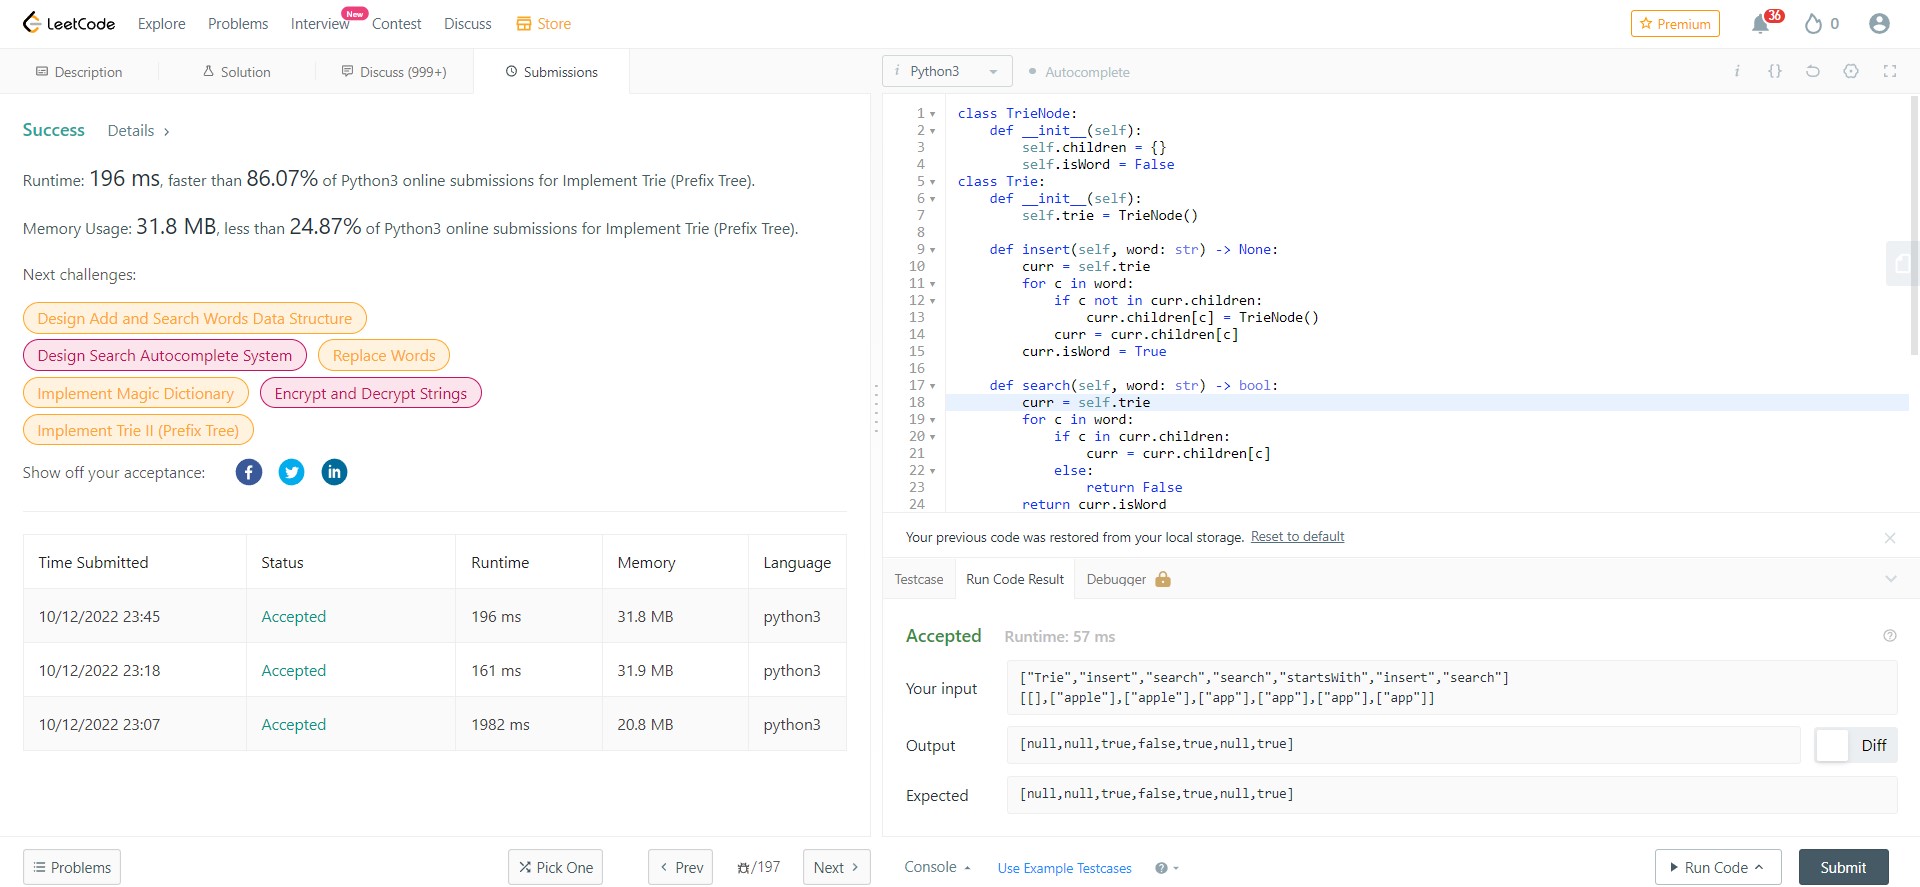 LeetCode Explore Problems Interview New Contest Discuss Store Premium 36 0
Description Solution Discuss (999+) Submissions
Success Details >
Runtime: 196 ms, faster than 86.07% of Python3 online submissions for Implement Trie (Prefix Tree).
Memory Usage: 31.8 MB, less than 24.87% of Python3 online submissions for Implement Trie (Prefix Tree).
Next challenges:
Design Add and Search Words Data Structure
Design Search Autocomplete System Replace Words
Implement Magic Dictionary Encrypt and Decrypt Strings
Implement Trie II (Prefix Tree)
Show off your acceptance:
Time Submitted Status Runtime Memory Language
10/12/2022 23:45 Accepted 196 ms 31.8 MB python3
10/12/2022 23:18 Accepted 161 ms 31.9 MB python3
10/12/2022 23:07 Accepted 1982 ms 20.8 MB python3
Problems Pick One < Prev /197 Next >
i Python3 Autocomplete i {}
1 class TrieNode:
2     def __init__(self):
3         self.children = {}
4         self.isWord = False
5 class Trie:
6     def __init__(self):
7         self.trie = TrieNode()
8
9     def insert(self, word: str) -> None:
10         curr = self.trie
11         for c in word:
12             if c not in curr.children:
13                 curr.children[c] = TrieNode()
14             curr = curr.children[c]
15         curr.isWord = True
16
17     def search(self, word: str) -> bool:
18         curr = self.trie
19         for c in word:
20             if c in curr.children:
21                 curr = curr.children[c]
22             else:
23                 return False
24         return curr.isWord
Your previous code was restored from your local storage. Reset to default
Testcase Run Code Result Debugger
Accepted Runtime: 57 ms
Your input
["Trie","insert","search","search","startsWith","insert","search"]
[[],["apple"],["apple"],["app"],["app"],["app"],["app"]]
Output [null,null,true,false,true,null,true] Diff
Expected [null,null,true,false,true,null,true]
Console Use Example Testcases ? Run Code Submit